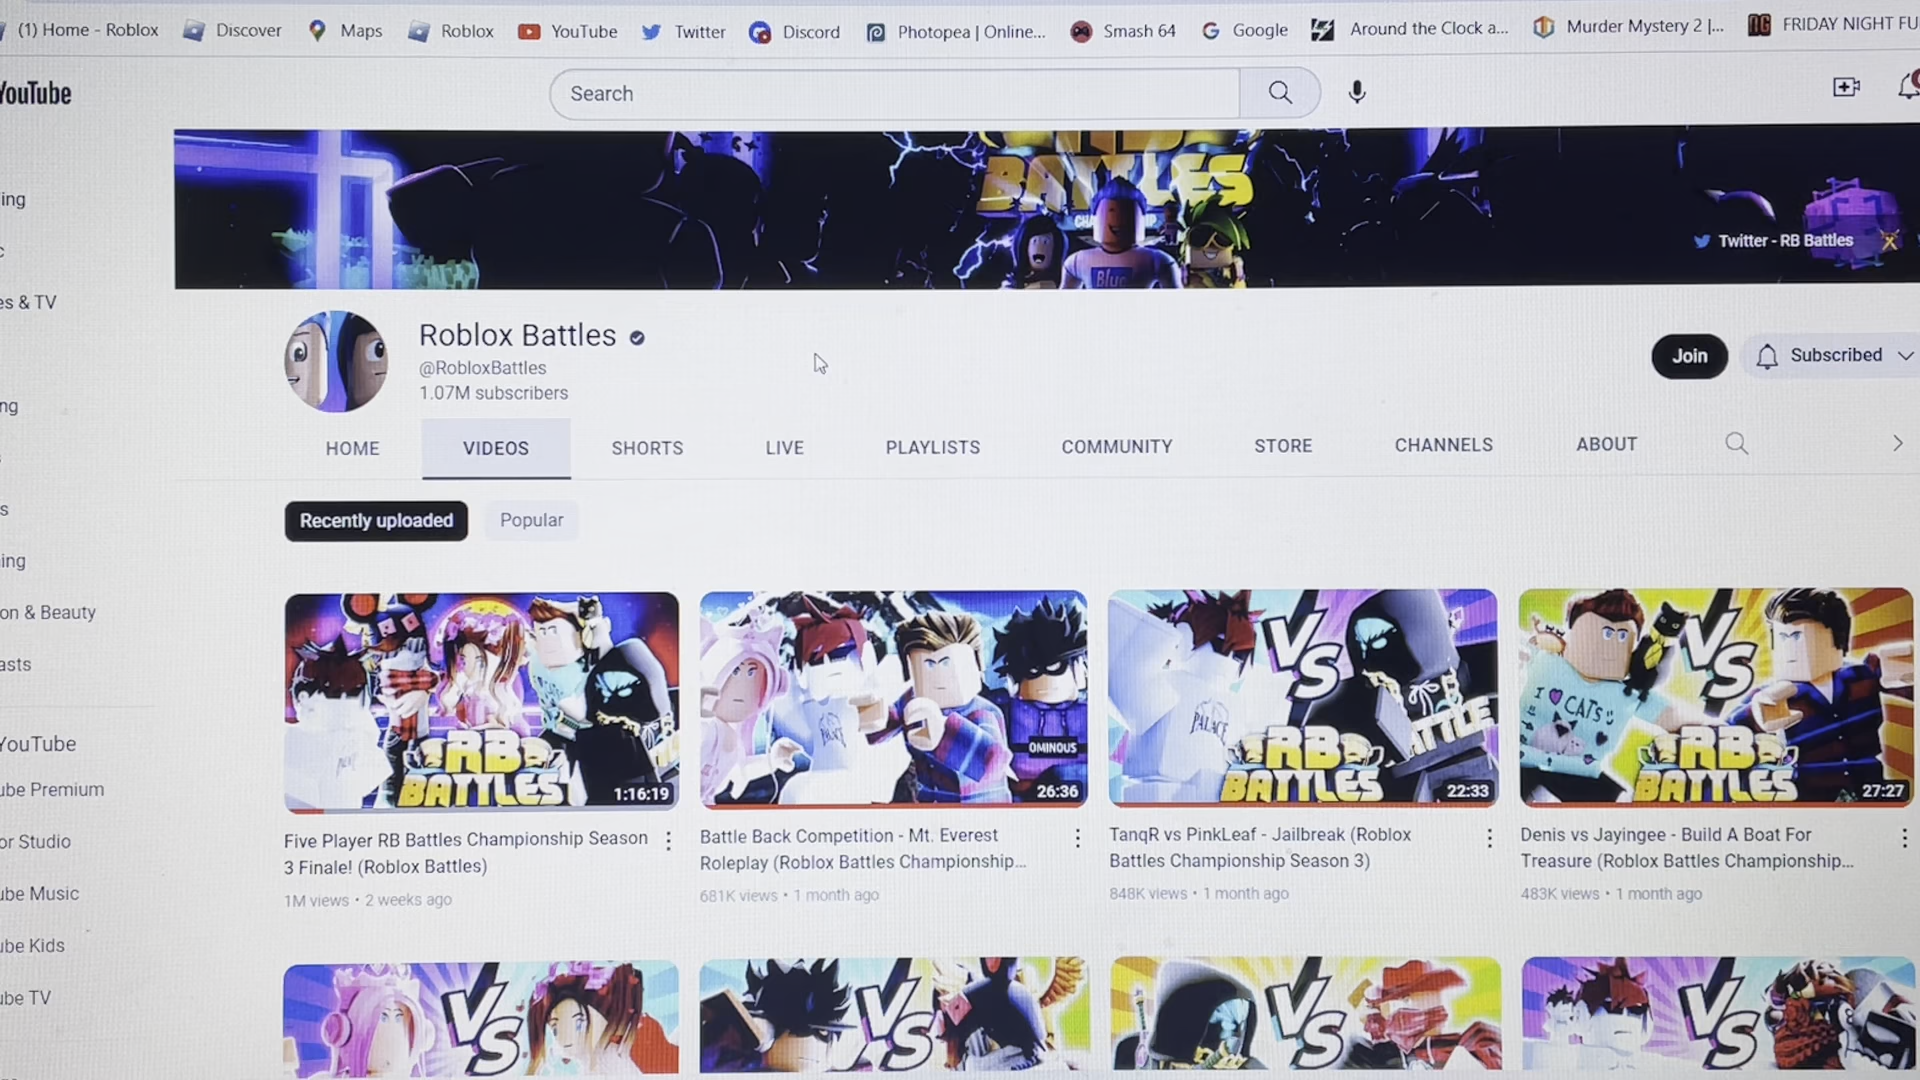 (1) Home - Roblox
Discover
Maps
Roblox
YouTube
Twitter
Discord
Photopea | Online...
Smash 64
Google
Around the Clock a...
Murder Mystery 2 |...
FRIDAY NIGHT FU
YouTube
Search
BATTLES
Blue
Twitter - RB Battles
ing
c
es & TV
ng
s
ing
on & Beauty
asts
YouTube
ube Premium
or Studio
ube Music
ube Kids
ube TV
Roblox Battles
@RobloxBattles
1.07M subscribers
Join
Subscribed
HOME
VIDEOS
SHORTS
LIVE
PLAYLISTS
COMMUNITY
STORE
CHANNELS
ABOUT
Recently uploaded
Popular
RB
BATTLES
1:16:19
PALACE
OMINOUS
26:36
VS
PALACE
BATTLE
RB
BATTLES
22:33
VS
I ♥ CATS
RB
BATTLES
27:27
Five Player RB Battles Championship Season
3 Finale! (Roblox Battles)
1M views • 2 weeks ago
Battle Back Competition - Mt. Everest
Roleplay (Roblox Battles Championship...
681K views • 1 month ago
TanqR vs PinkLeaf - Jailbreak (Roblox
Battles Championship Season 3)
848K views • 1 month ago
Denis vs Jayingee - Build A Boat For
Treasure (Roblox Battles Championship...
483K views • 1 month ago
VS
VS
VS
VS